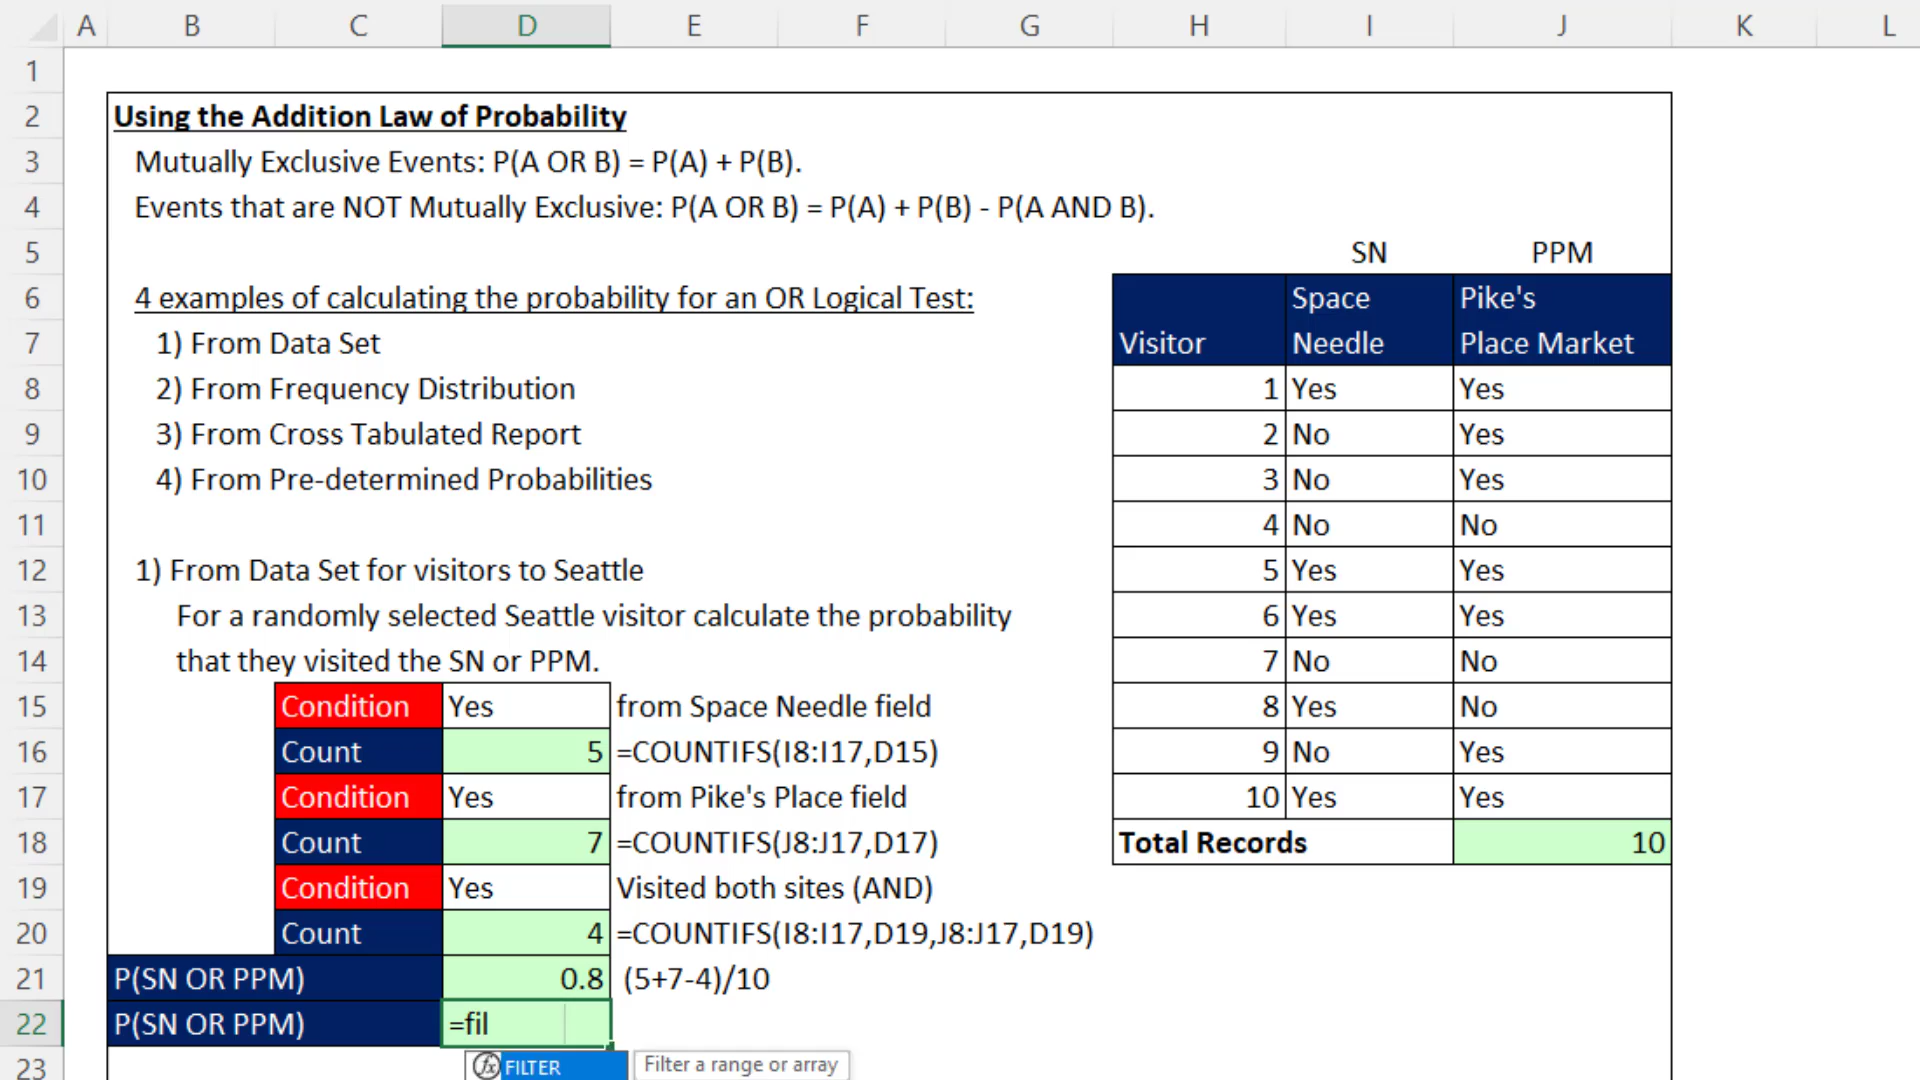 A B C D E F G H I J K L
1
2 Using the Addition Law of Probability
3 Mutually Exclusive Events: P(A OR B) = P(A) + P(B).
4 Events that are NOT Mutually Exclusive: P(A OR B) = P(A) + P(B) - P(A AND B).
5 SN PPM
6 4 examples of calculating the probability for an OR Logical Test: Space Pike's
7 1) From Data Set Visitor Needle Place Market
8 2) From Frequency Distribution 1 Yes Yes
9 3) From Cross Tabulated Report 2 No Yes
10 4) From Pre-determined Probabilities 3 No Yes
11 4 No No
12 1) From Data Set for visitors to Seattle 5 Yes Yes
13 For a randomly selected Seattle visitor calculate the probability 6 Yes Yes
14 that they visited the SN or PPM. 7 No No
15 Condition Yes from Space Needle field 8 Yes No
16 Count 5 =COUNTIFS(I8:I17,D15) 9 No Yes
17 Condition Yes from Pike's Place field 10 Yes Yes
18 Count 7 =COUNTIFS(J8:J17,D17) Total Records 10
19 Condition Yes Visited both sites (AND)
20 Count 4 =COUNTIFS(I8:I17,D19,J8:J17,D19)
21 P(SN OR PPM) 0.8 (5+7-4)/10
22 P(SN OR PPM) =fil
23 fx FILTER Filter a range or array